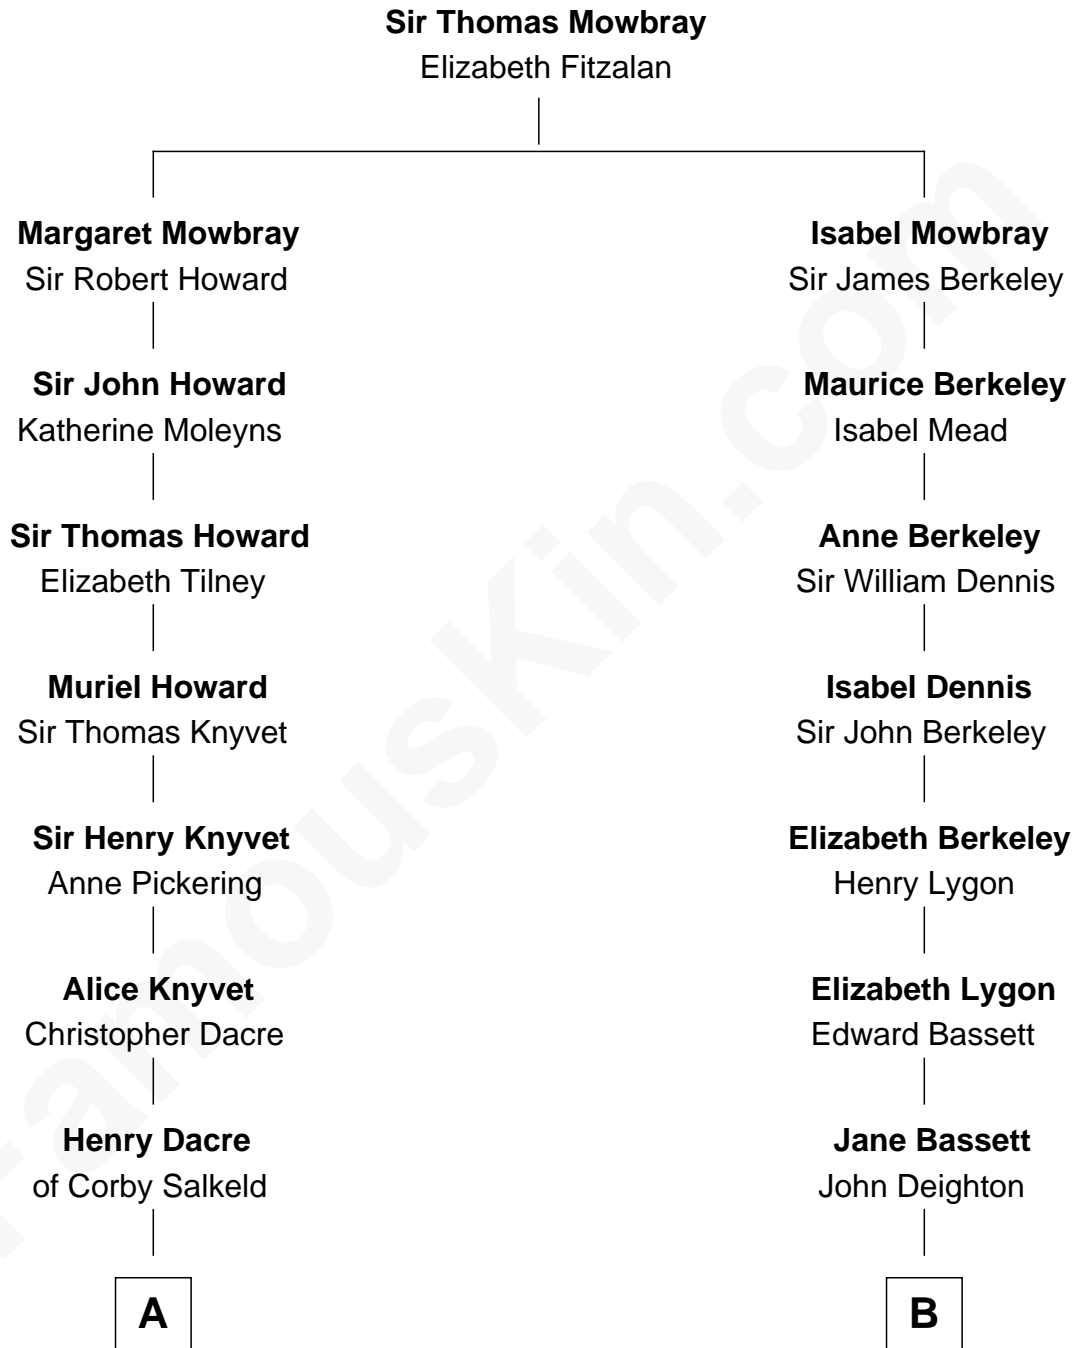 Sir Thomas Mowbray
Elizabeth Fitzalan
Margaret Mowbray
Sir Robert Howard
Isabel Mowbray
Sir James Berkeley
Sir John Howard
Katherine Moleyns
Maurice Berkeley
Isabel Mead
Sir Thomas Howard
Elizabeth Tilney
Anne Berkeley
Sir William Dennis
Muriel Howard
Sir Thomas Knyvet
Isabel Dennis
Sir John Berkeley
Sir Henry Knyvet
Anne Pickering
Elizabeth Berkeley
Henry Lygon
Alice Knyvet
Christopher Dacre
Elizabeth Lygon
Edward Bassett
Henry Dacre
of Corby Salkeld
Jane Bassett
John Deighton
A
B
FamousKin.com